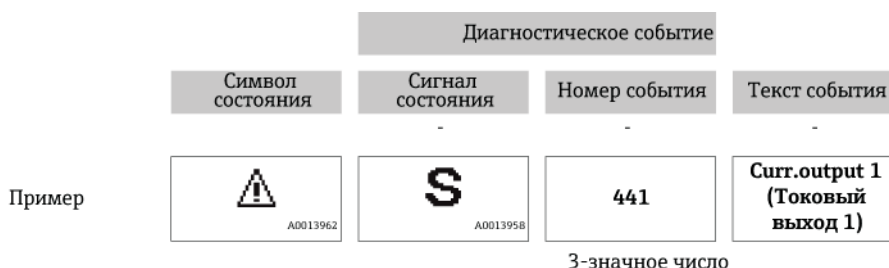 Диагностическое событие
Символ
состояния
Сигнал
состояния
Номер события
Текст события
-
-
-
Пример
A0013962
S
A0013958
441
Curr.output 1
(Токовый
выход 1)
3-значное число